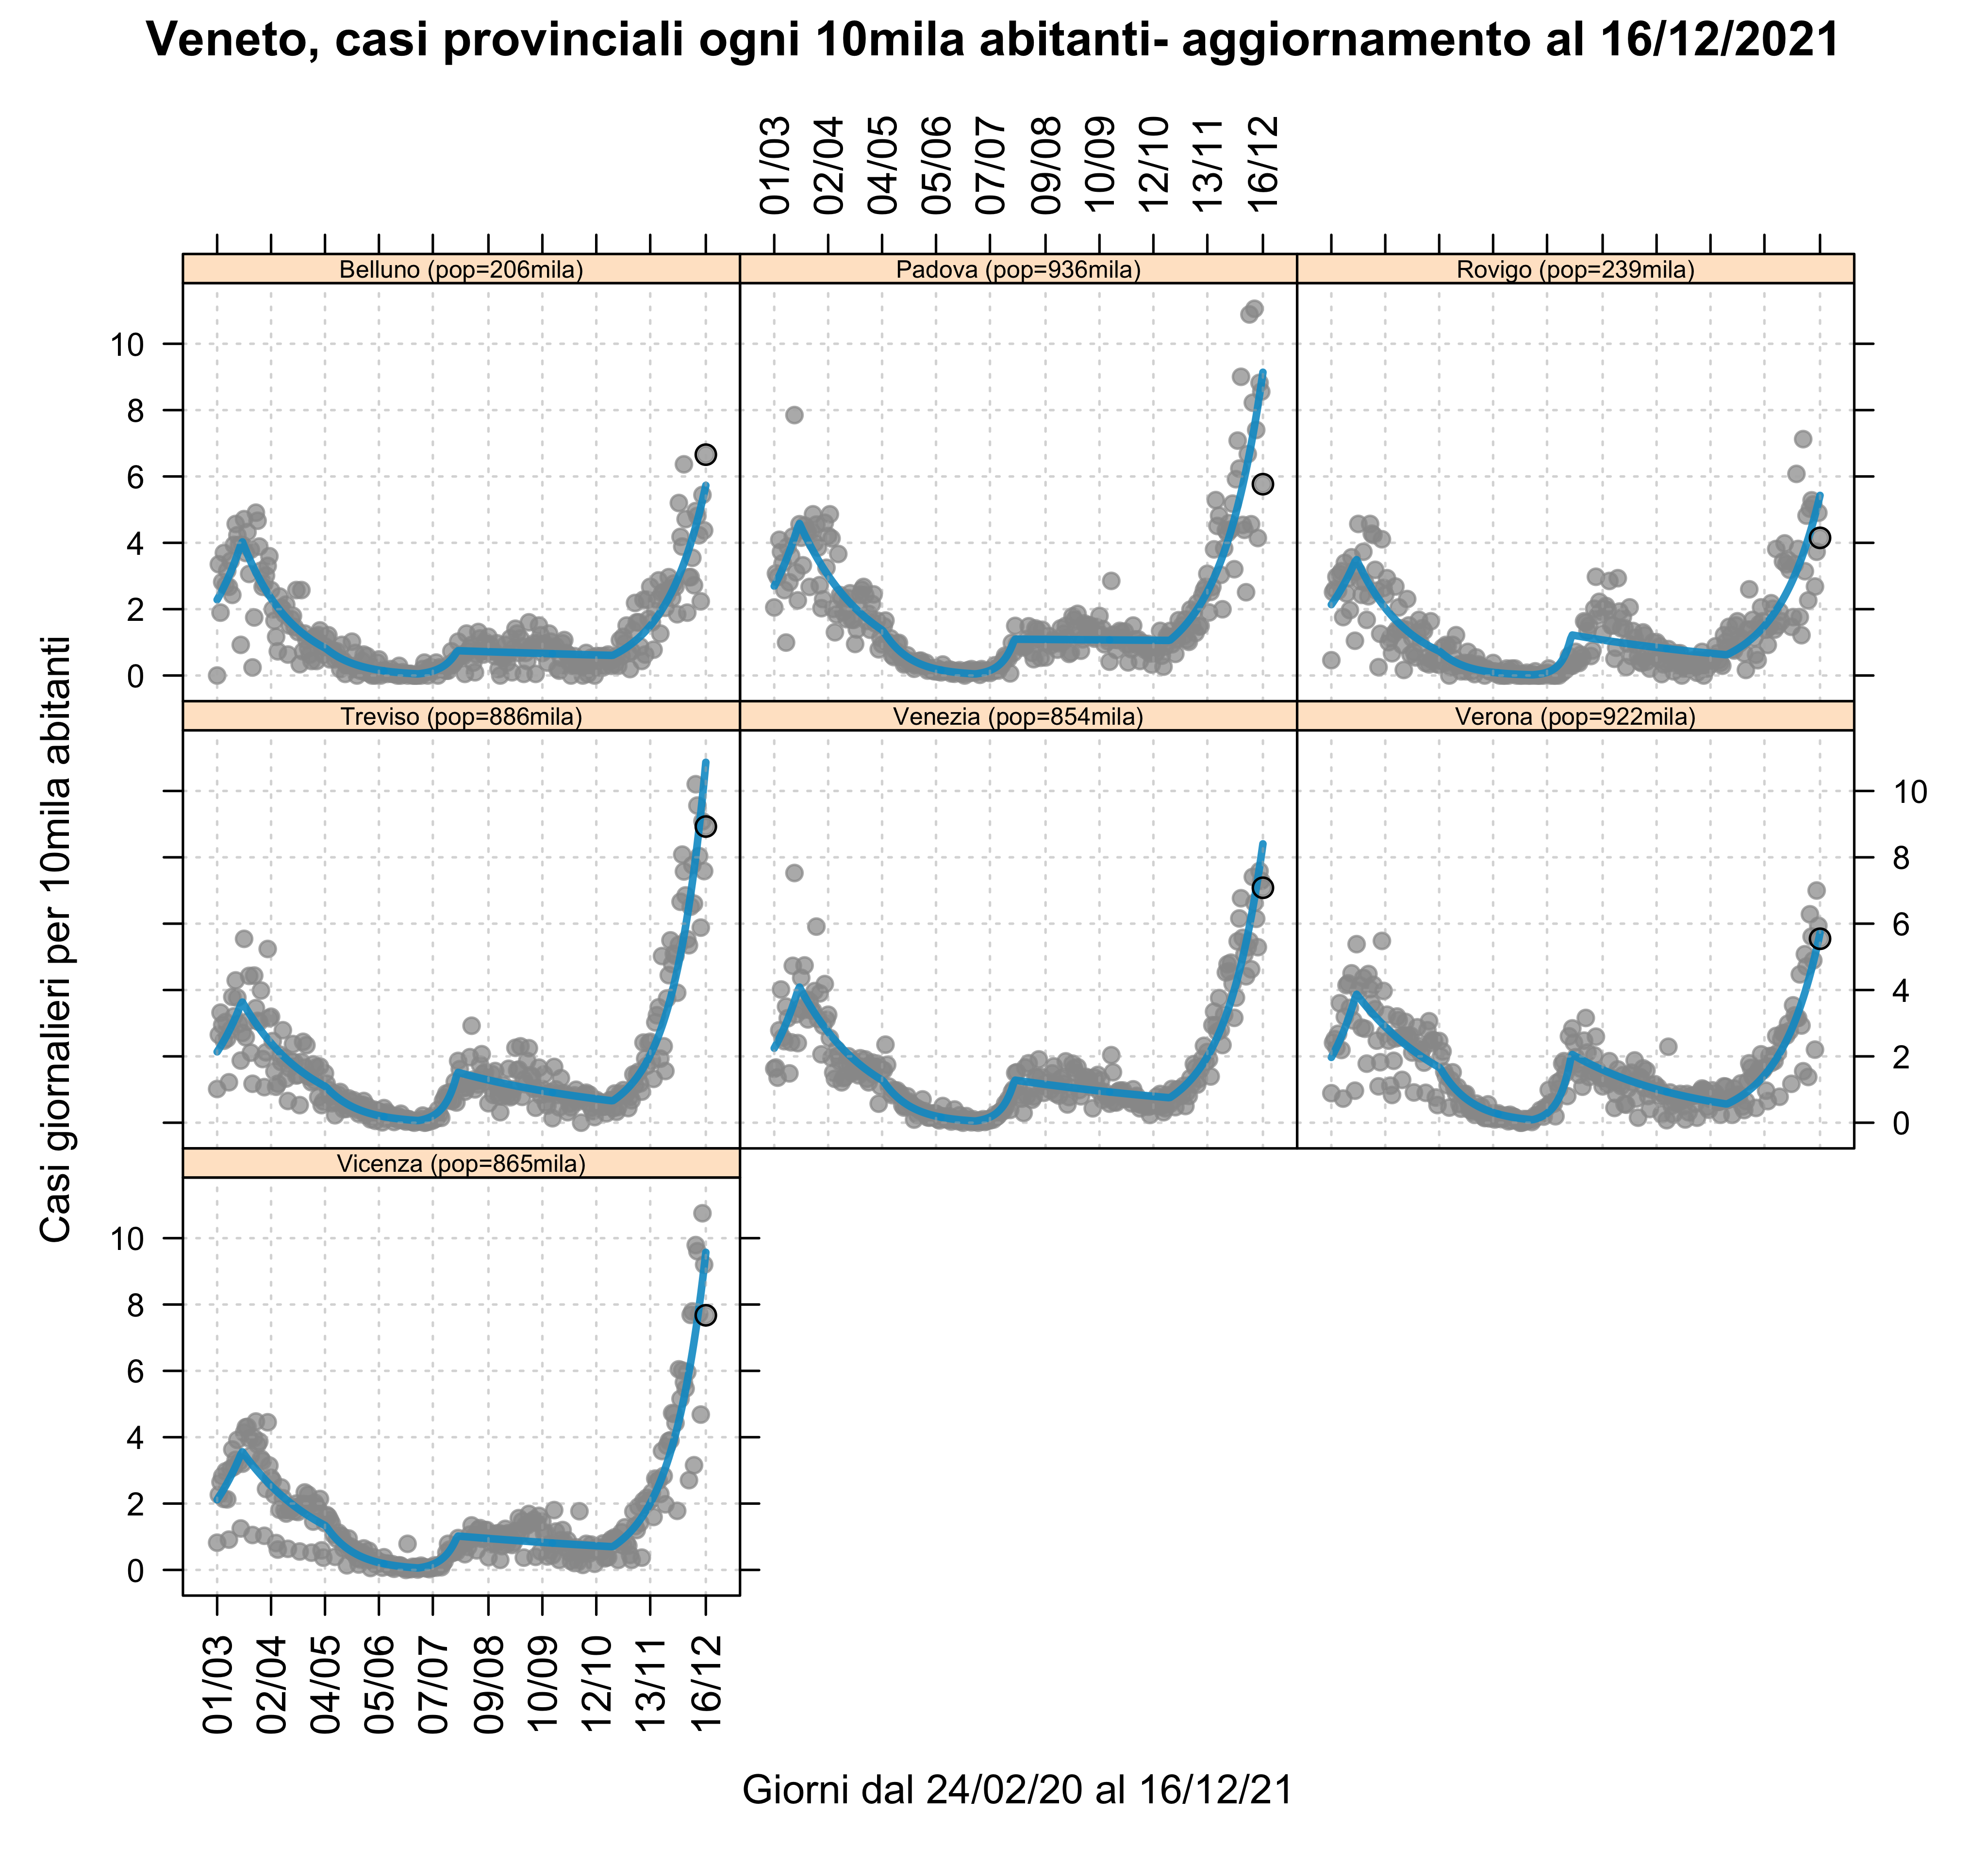 Veneto, casi provinciali ogni 10mila abitanti- aggiornamento al 16/12/2021
01/03 02/04 04/05 05/06 07/07 09/08 10/09 12/10 13/11 16/12
Belluno (pop=206mila) Padova (pop=936mila) Rovigo (pop=239mila)
10
8
6
4
2
0
Treviso (pop=886mila) Venezia (pop=854mila) Verona (pop=922mila)
10
8
6
4
2
0
Casi giornalieri per 10mila abitanti
Vicenza (pop=865mila)
10
8
6
4
2
0
01/03 02/04 04/05 05/06 07/07 09/08 10/09 12/10 13/11 16/12
Giorni dal 24/02/20 al 16/12/21